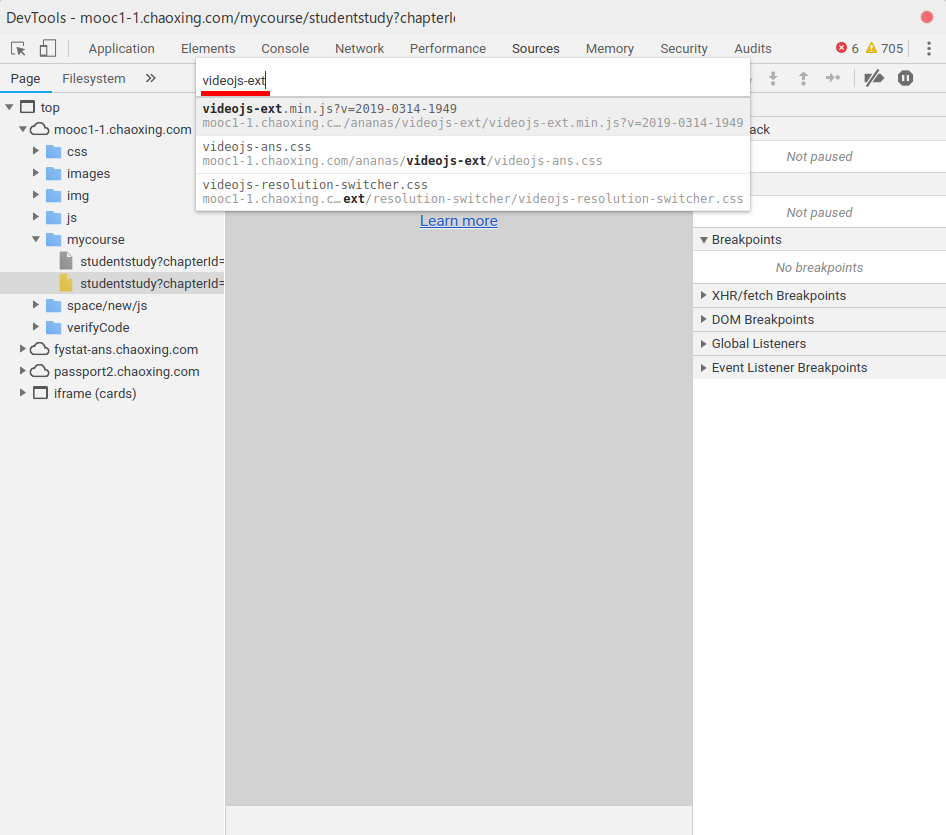 DevTools - mooc1-1.chaoxing.com/mycourse/studentstudy?chapterId
Application Elements Console Network Performance Sources Memory Security Audits 6 705
Page Filesystem »
videojs-ext
videojs-ext.min.js?v=2019-0314-1949
mooc1-1.chaoxing.c… /ananas/videojs-ext/videojs-ext.min.js?v=2019-0314-1949
videojs-ans.css
mooc1-1.chaoxing.com/ananas/videojs-ext/videojs-ans.css
videojs-resolution-switcher.css
mooc1-1.chaoxing.c… ext/resolution-switcher/videojs-resolution-switcher.css
Learn more
top
mooc1-1.chaoxing.com
css
images
img
js
mycourse
studentstudy?chapterId=
studentstudy?chapterId=
space/new/js
verifyCode
fystat-ans.chaoxing.com
passport2.chaoxing.com
iframe (cards)
ack
Not paused
Not paused
Breakpoints
No breakpoints
XHR/fetch Breakpoints
DOM Breakpoints
Global Listeners
Event Listener Breakpoints